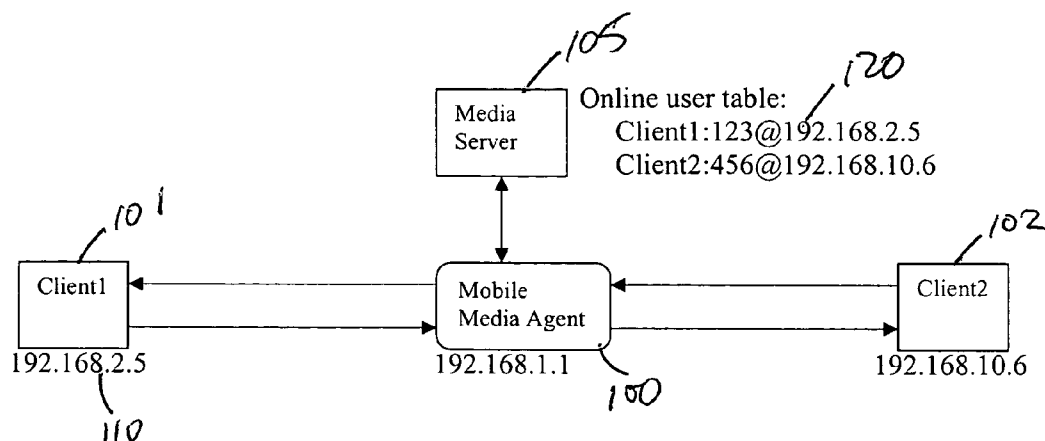 105
120
Media
Server
Online user table:
Client1:123@192.168.2.5
Client2:456@192.168.10.6
101
102
Client1
Mobile
Media Agent
Client2
192.168.2.5
192.168.1.1
192.168.10.6
110
100